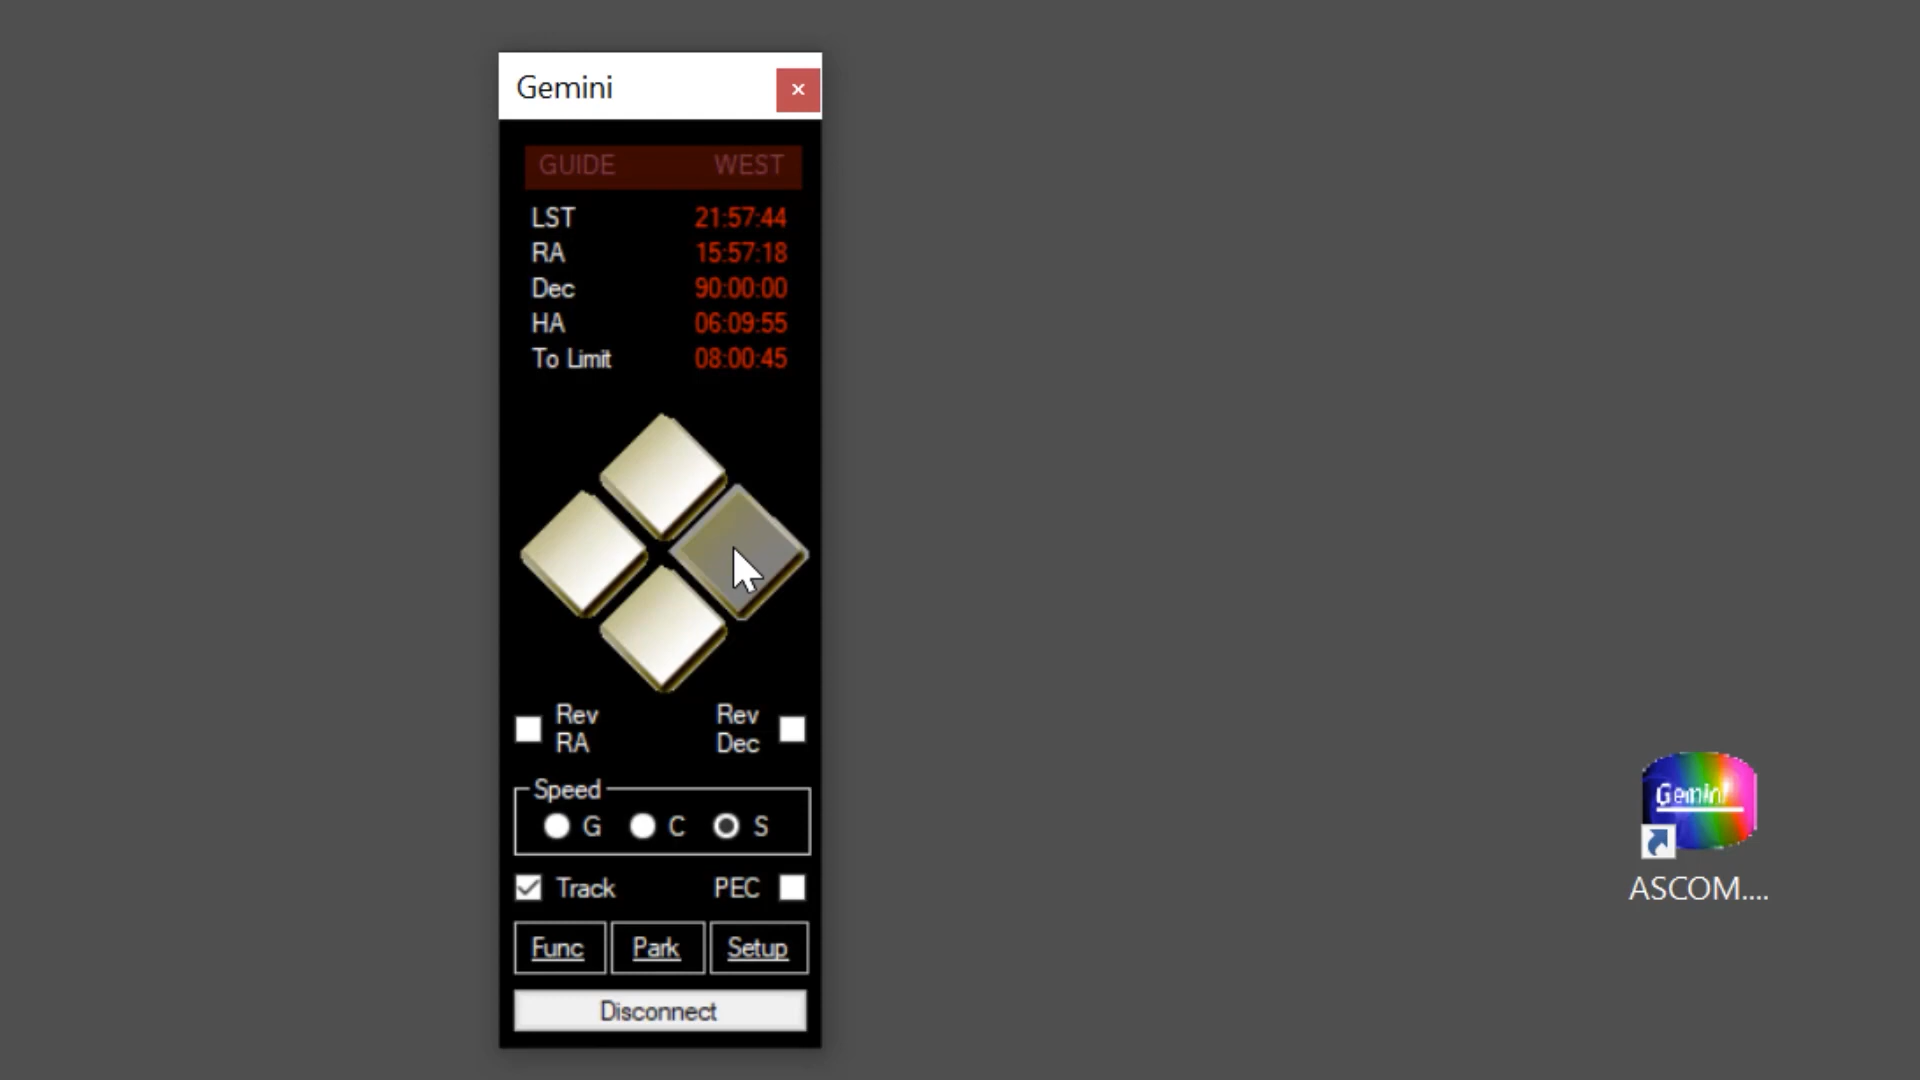 Gemini
GUIDE WEST
LST 21:57:44
RA 15:57:18
Dec 90:00:00
HA 06:09:55
To Limit 08:00:45
Rev RA
Rev Dec
Speed
G C S
Track PEC
Func Park Setup
Disconnect
Gemini
ASCOM....